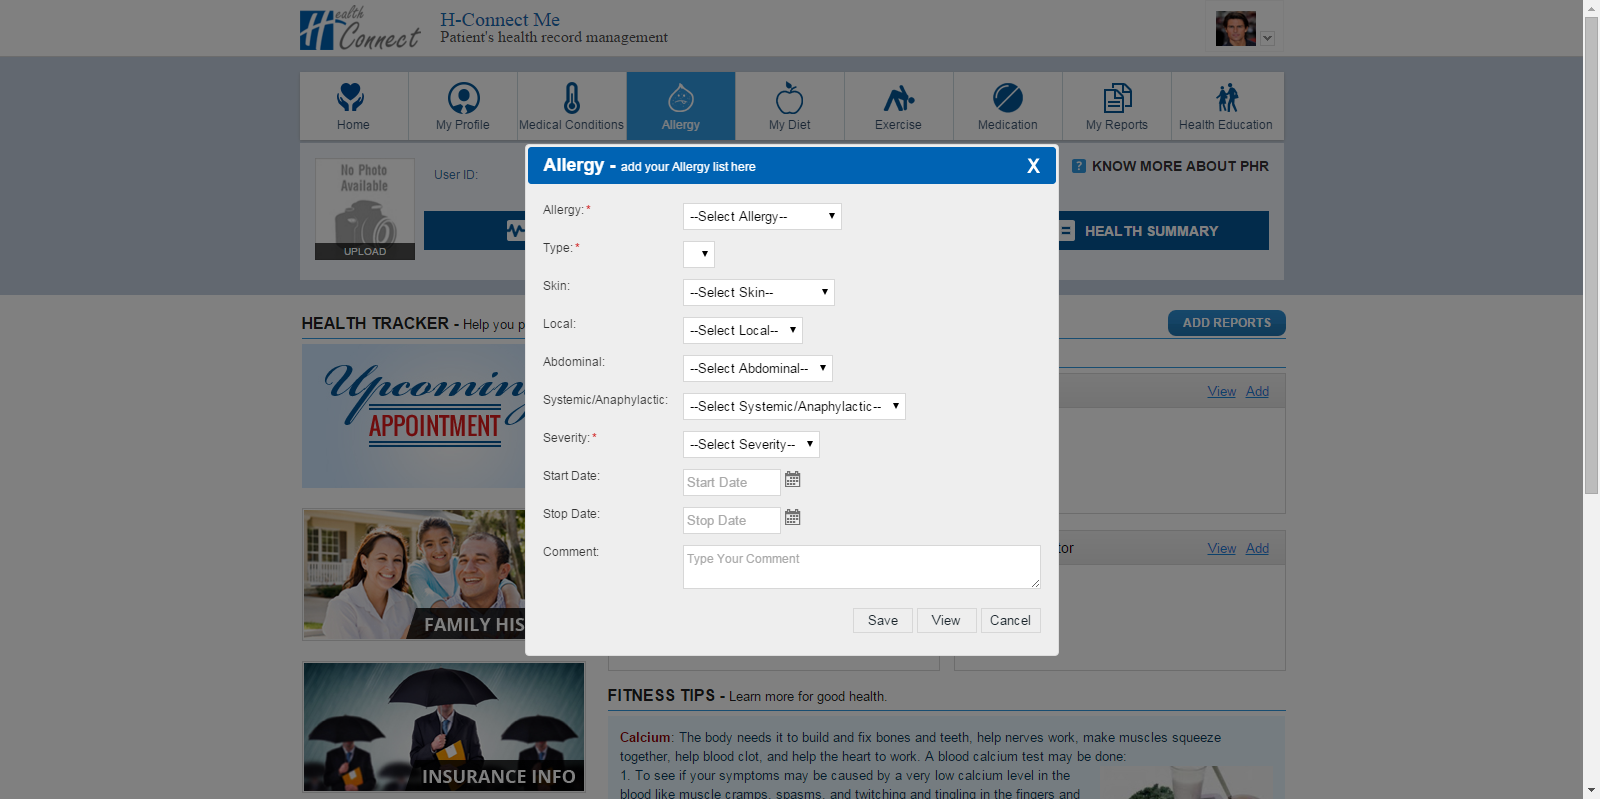 Health
Connect
H-Connect Me
Patient's health record management
Home
My Profile
Medical Conditions
Allergy
My Diet
Exercise
Medication
My Reports
Health Education
No Photo
Available
UPLOAD
User ID:
? KNOW MORE ABOUT PHR
HEALTH SUMMARY
Allergy - add your Allergy list here
X
Allergy:* --Select Allergy--
Type:*
Skin: --Select Skin--
Local: --Select Local--
Abdominal: --Select Abdominal--
Systemic/Anaphylactic: --Select Systemic/Anaphylactic--
Severity:* --Select Severity--
Start Date: Start Date
Stop Date: Stop Date
Comment: Type Your Comment
Save View Cancel
HEALTH TRACKER - Help you p
ADD REPORTS
Upcoming
APPOINTMENT
View Add
tor View Add
FAMILY HIS
INSURANCE INFO
FITNESS TIPS - Learn more for good health.
Calcium: The body needs it to build and fix bones and teeth, help nerves work, make muscles squeeze
together, help blood clot, and help the heart to work. A blood calcium test may be done:
1. To see if your symptoms may be caused by a very low calcium level in the
blood like muscle cramps, spasms, and twitching and tingling in the fingers and